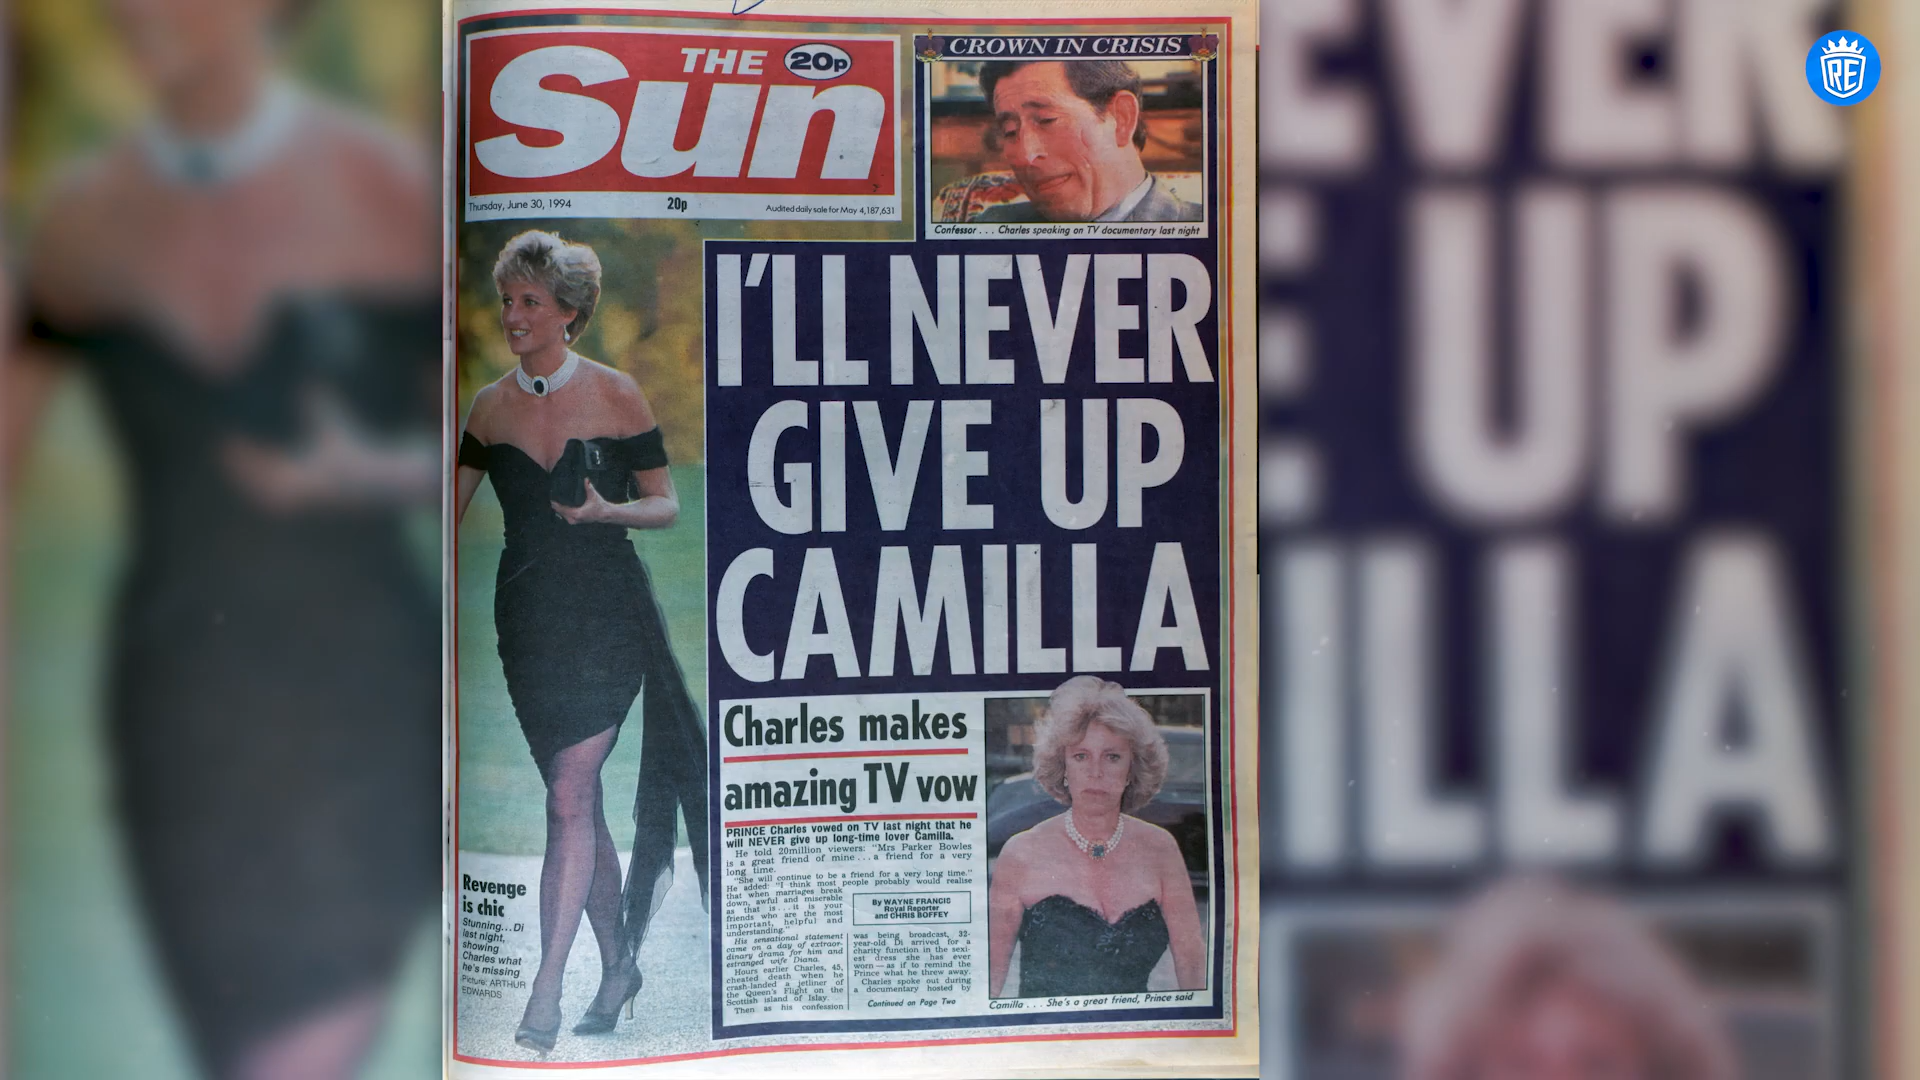 THE
20p
Sun
Thursday, June 30, 1994
20p
Audited daily sale for May 4,187,631
CROWN IN CRISIS
Confessor . . . Charles speaking on TV documentary last night
I'LL NEVER
GIVE UP
CAMILLA
Charles makes
amazing TV vow
PRINCE Charles vowed on TV last night that he
will NEVER give up long-time lover Camilla.
He told 20million viewers: "Mrs Parker Bowles
is a great friend of mine . . . a friend for a very
long time.
"She will continue to be a friend for a very long time."
He added: "I think most people probably would realise
that when marriages break
down, awful and miserable
as that is . . . it is your
friends who are the most
important, helpful and
understanding."
His sensational statement
came on a day of extraor-
dinary drama for him and
estranged wife Diana.
Hours earlier Charles, 45,
cheated death when he
crash-landed a jetliner of
the Queen's Flight on the
Scottish island of Islay.
Then as his confession
By WAYNE FRANCIS
Royal Reporter
and CHRIS BOFFEY
was being broadcast, 32-
year-old Di arrived for a
charity function in the sexi-
est dress she has ever
worn — as if to remind the
Prince what he threw away.
Charles spoke out during
a documentary hosted by
Continued on Page Two
Camilla . . . She's a great friend, Prince said
Revenge
is chic
Stunning...Di
last night,
showing
Charles what
he's missing
Picture: ARTHUR
EDWARDS
EVER
E UP
ILLA
RE